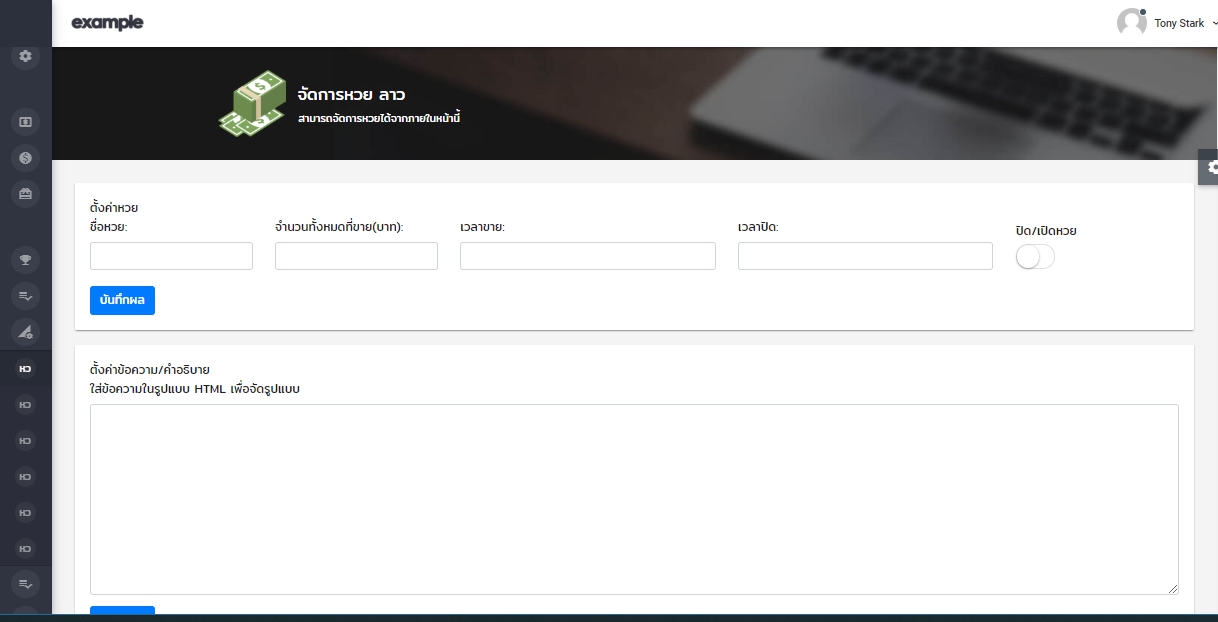 example
Tony Stark
จัดการหวย ลาว
สามารถจัดการหวยได้จากภายในหน้านี้
ตั้งค่าหวย
ชื่อหวย: จำนวนทั้งหมดที่ขาย(บาท): เวลาขาย: เวลาปิด: ปิด/เปิดหวย
บันทึกผล
ตั้งค่าข้อความ/คำอธิบาย
ใส่ข้อความในรูปแบบ HTML เพื่อจัดรูปแบบ